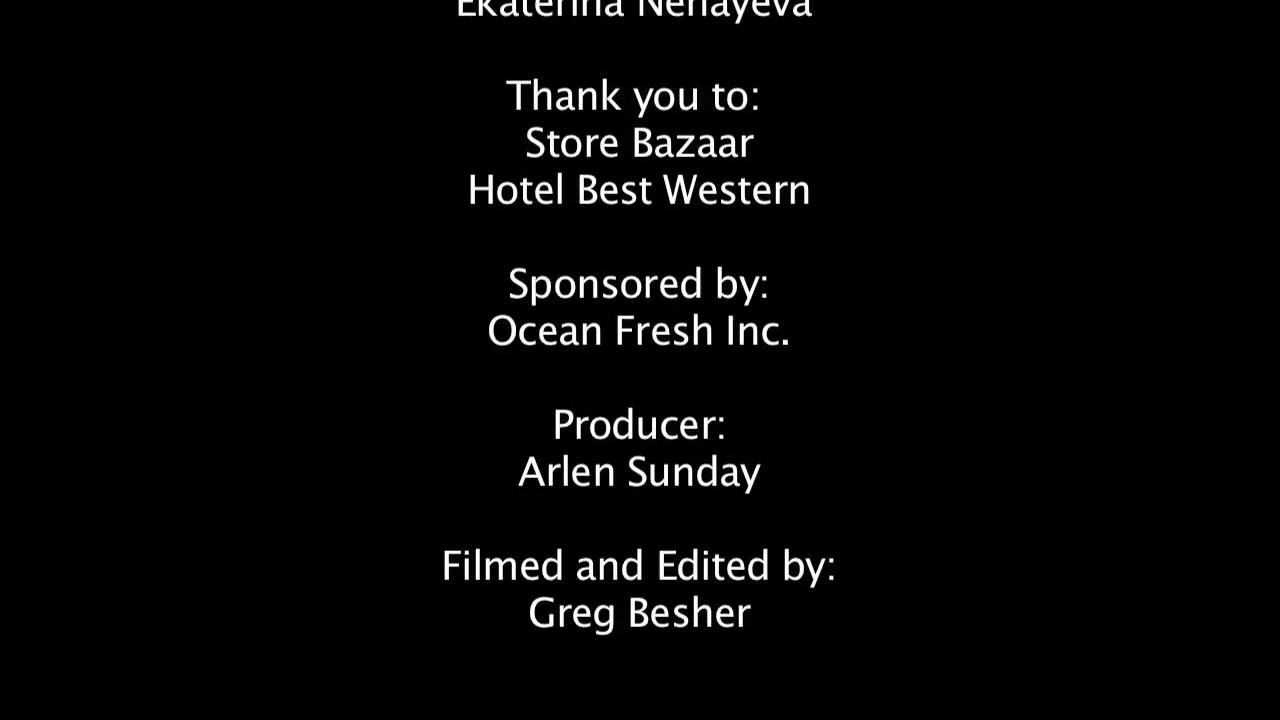 Ekaterina
Thank you to:
Store Bazaar
Hotel Best Western
Sponsored by:
Ocean Fresh Inc.
Producer:
Arlen Sunday
Filmed and Edited by:
Greg Besher